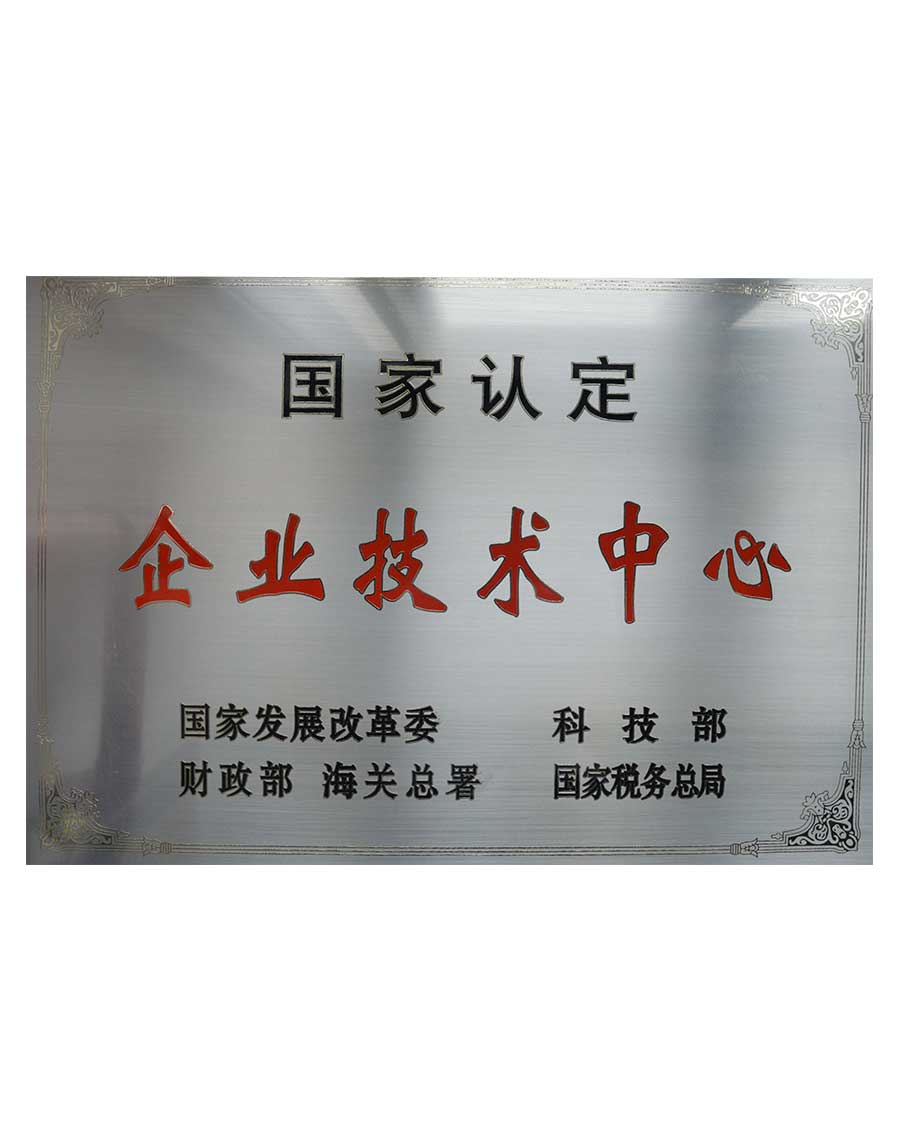 国家认定
企业技术中心
国家发展改革委 科技部
财政部 海关总署 国家税务总局